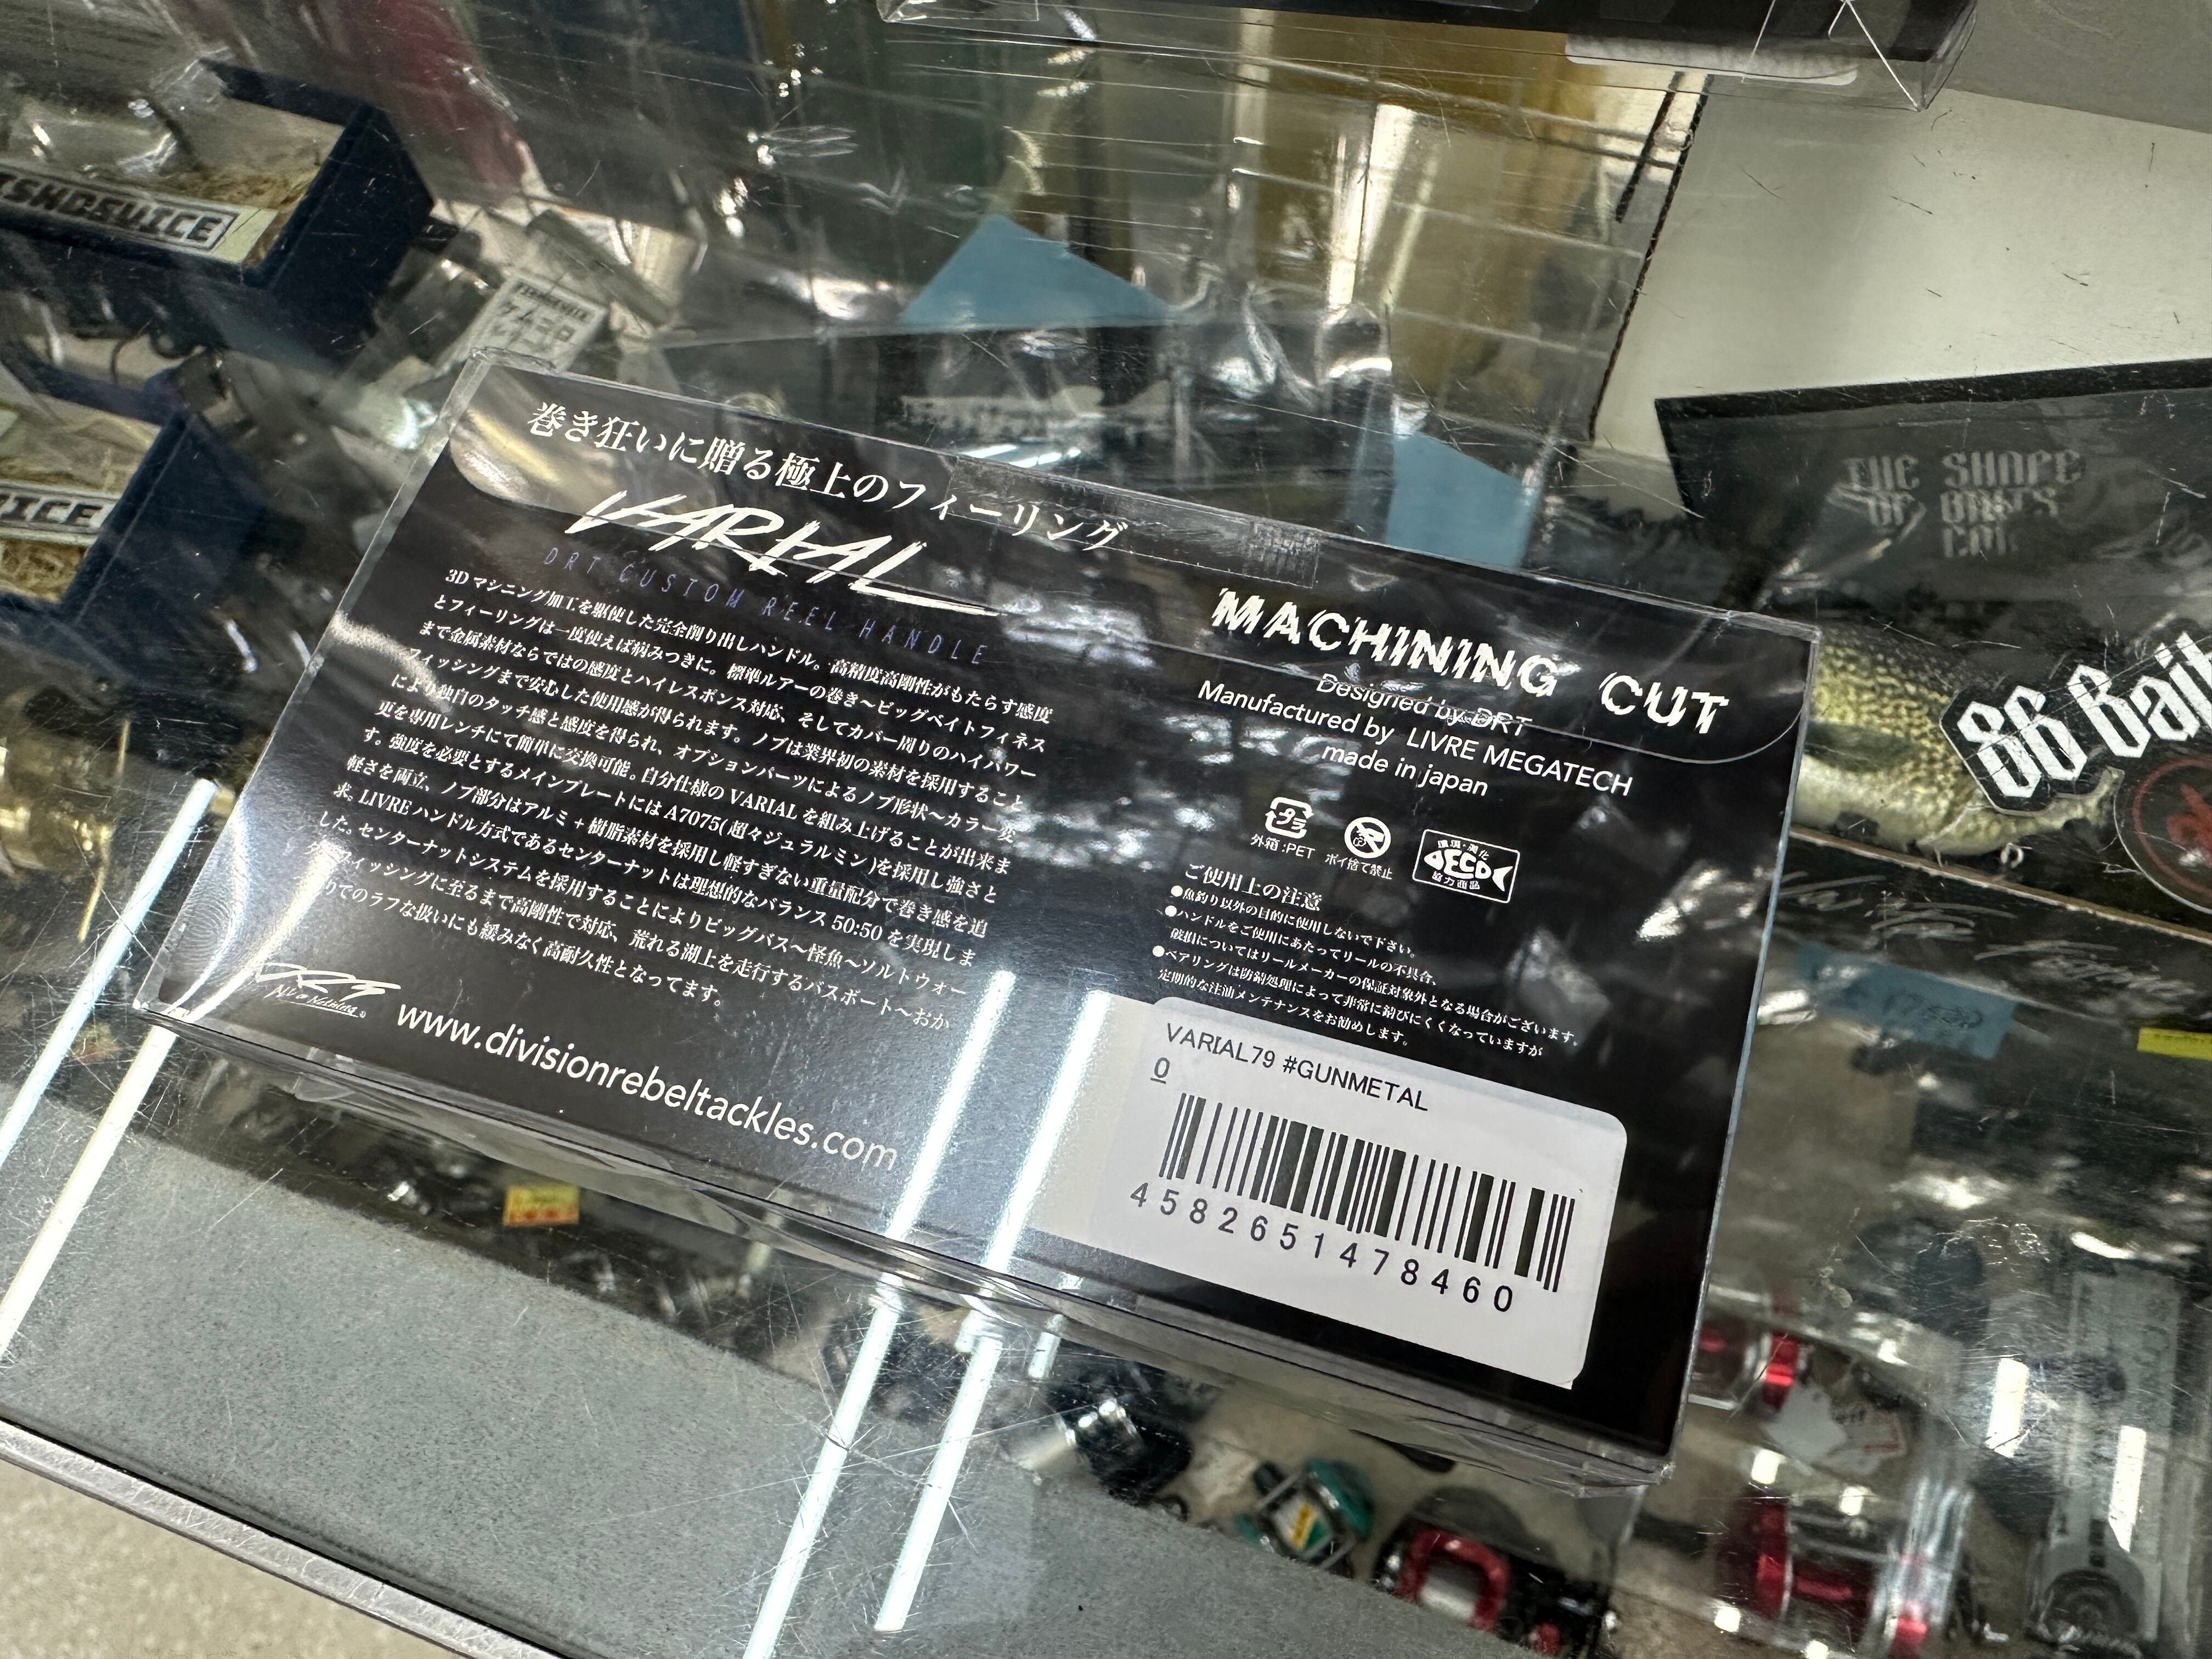 巻き狂いに贈る極上のフィーリング
VARIAL
DRT CUSTOM REEL HANDLE
3Dマシニング加工を駆使した完全削り出しハンドル。高精度高剛性がもたらす感度
とフィーリングは一度使えば病みつきに。標準ルアーの巻き～ビッグベイトフィネス
まで金属素材ならではの感度とハイレスポンス対応、そしてカバー周りのハイパワー
フィッシングまで安心した使用感が得られます。ノブは業界初の素材を採用すること
により独自のタッチ感と感度を得られ、オプションパーツによるノブ形状～カラー変
更を専用レンチにて簡単に交換可能。自分仕様のVARIALを組み上げることが出来ま
す。強度を必要とするメインプレートにはA7075(超々ジュラルミン)を採用し強さと
軽さを両立、ノブ部分はアルミ+樹脂素材を採用し軽すぎない重量配分で巻き感を追
求。LIVREハンドル方式であるセンターナットは理想的なバランス50:50を実現しま
した。センターナットシステムを採用することによりビッグバス～怪魚～ソルトウォー
フィッシングに至るまで高剛性で対応、荒れる湖上を走行するバスボート～おか
りでのラフな扱いにも緩みなく高耐久性となってます。
www.divisionrebeltackles.com
MACHINING CUT
Designed by DRT
Manufactured by LIVRE MEGATECH
made in japan
プラ
外箱:PET
ポイ捨て禁止
環境・美化
DECO
協力商品
ご使用上の注意
●魚釣り以外の目的に使用しないで下さい。
●ハンドルをご使用にあたってリールの不具合、
破損についてはリールメーカーの保証対象外となる場合がございます。
●ベアリングは防錆処理によって非常に錆びにくくなっていますが
定期的な注油メンテナンスをお勧めします。
VARIAL79 #GUNMETAL
0
4582651478460
THE SHAPE
86 Bait
ICE